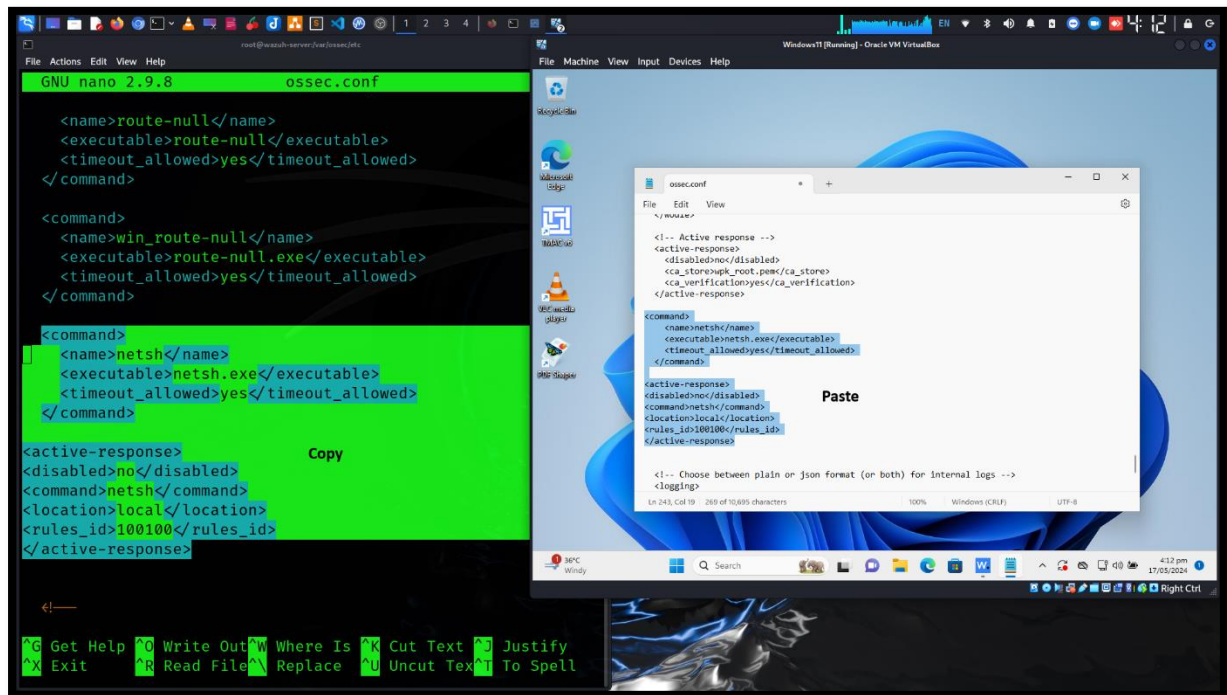 EN
1 2 3 4
root@wazuh-server:/var/ossec/etc
File Actions Edit View Help
GNU nano 2.9.8 ossec.conf
<name>route-null</name>
<executable>route-null</executable>
<timeout_allowed>yes</timeout_allowed>
</command>
<command>
<name>win_route-null</name>
<executable>route-null.exe</executable>
<timeout_allowed>yes</timeout_allowed>
</command>
<command>
<name>netsh</name>
<executable>netsh.exe</executable>
<timeout_allowed>yes</timeout_allowed>
</command>
<active-response>
<disabled>no</disabled>
<command>netsh</command>
<location>local</location>
<rules_id>100100</rules_id>
</active-response>
Copy
<!--
^G Get Help ^O Write Out ^W Where Is ^K Cut Text ^J Justify
^X Exit ^R Read File ^\ Replace ^U Uncut Tex ^T To Spell
Windows11 [Running] - Oracle VM VirtualBox
File Machine View Input Devices Help
Recycle Bin
Microsoft Edge
TMAC v6
VLC media player
PDF Shaper
ossec.conf
File Edit View
<!-- Active response -->
<active-response>
<disabled>no</disabled>
<ca_store>wpk_root.pem</ca_store>
<ca_verification>yes</ca_verification>
</active-response>
<command>
<name>netsh</name>
<executable>netsh.exe</executable>
<timeout_allowed>yes</timeout_allowed>
</command>
<active-response>
<disabled>no</disabled>
<command>netsh</command>
<location>local</location>
<rules_id>100100</rules_id>
</active-response>
Paste
<!-- Choose between plain or json format (or both) for internal logs -->
<logging>
Ln 243, Col 19 269 of 10,695 characters 100% Windows (CRLF) UTF-8
36°C
Windy
Search
4:12 pm
17/05/2024
Right Ctrl